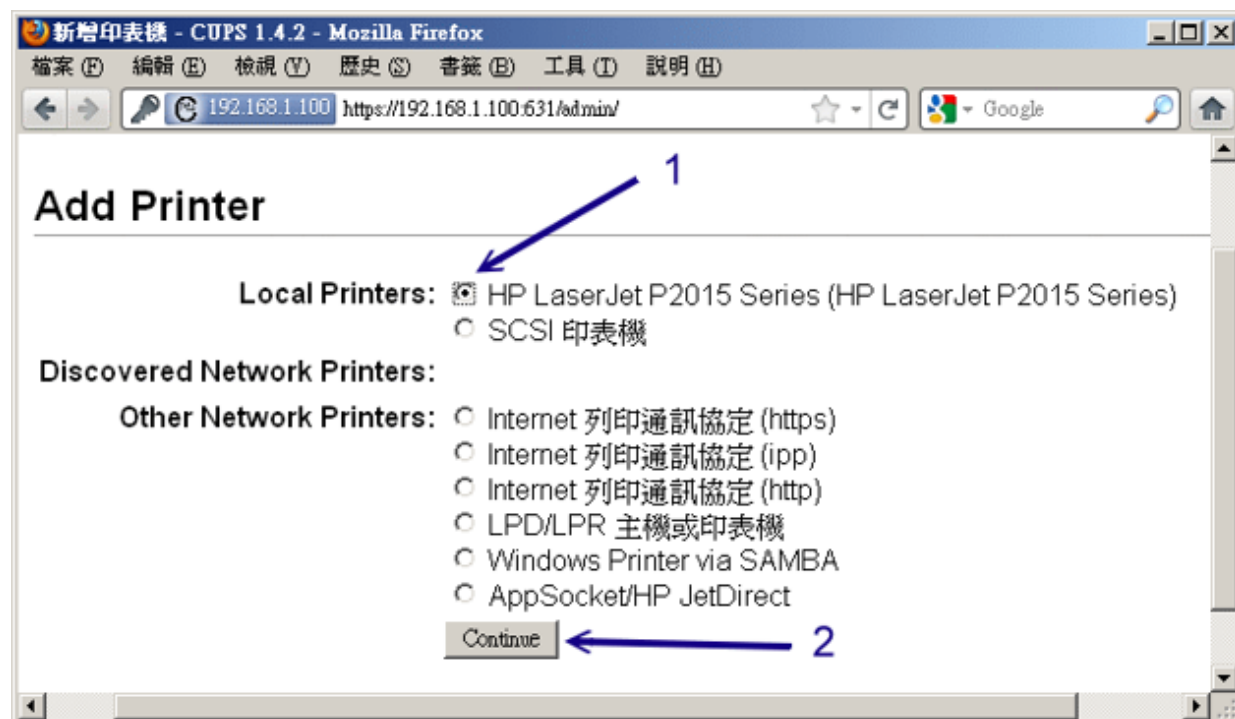 新增印表機 - CUPS 1.4.2 - Mozilla Firefox
檔案 (F) 編輯 (E) 檢視 (V) 歷史 (S) 書籤 (B) 工具 (T) 說明 (H)
192.168.1.100 https://192.168.1.100:631/admin/ Google
1
Add Printer
Local Printers: HP LaserJet P2015 Series (HP LaserJet P2015 Series)
SCSI 印表機
Discovered Network Printers:
Other Network Printers: Internet 列印通訊協定 (https)
Internet 列印通訊協定 (ipp)
Internet 列印通訊協定 (http)
LPD/LPR 主機或印表機
Windows Printer via SAMBA
AppSocket/HP JetDirect
Continue 2